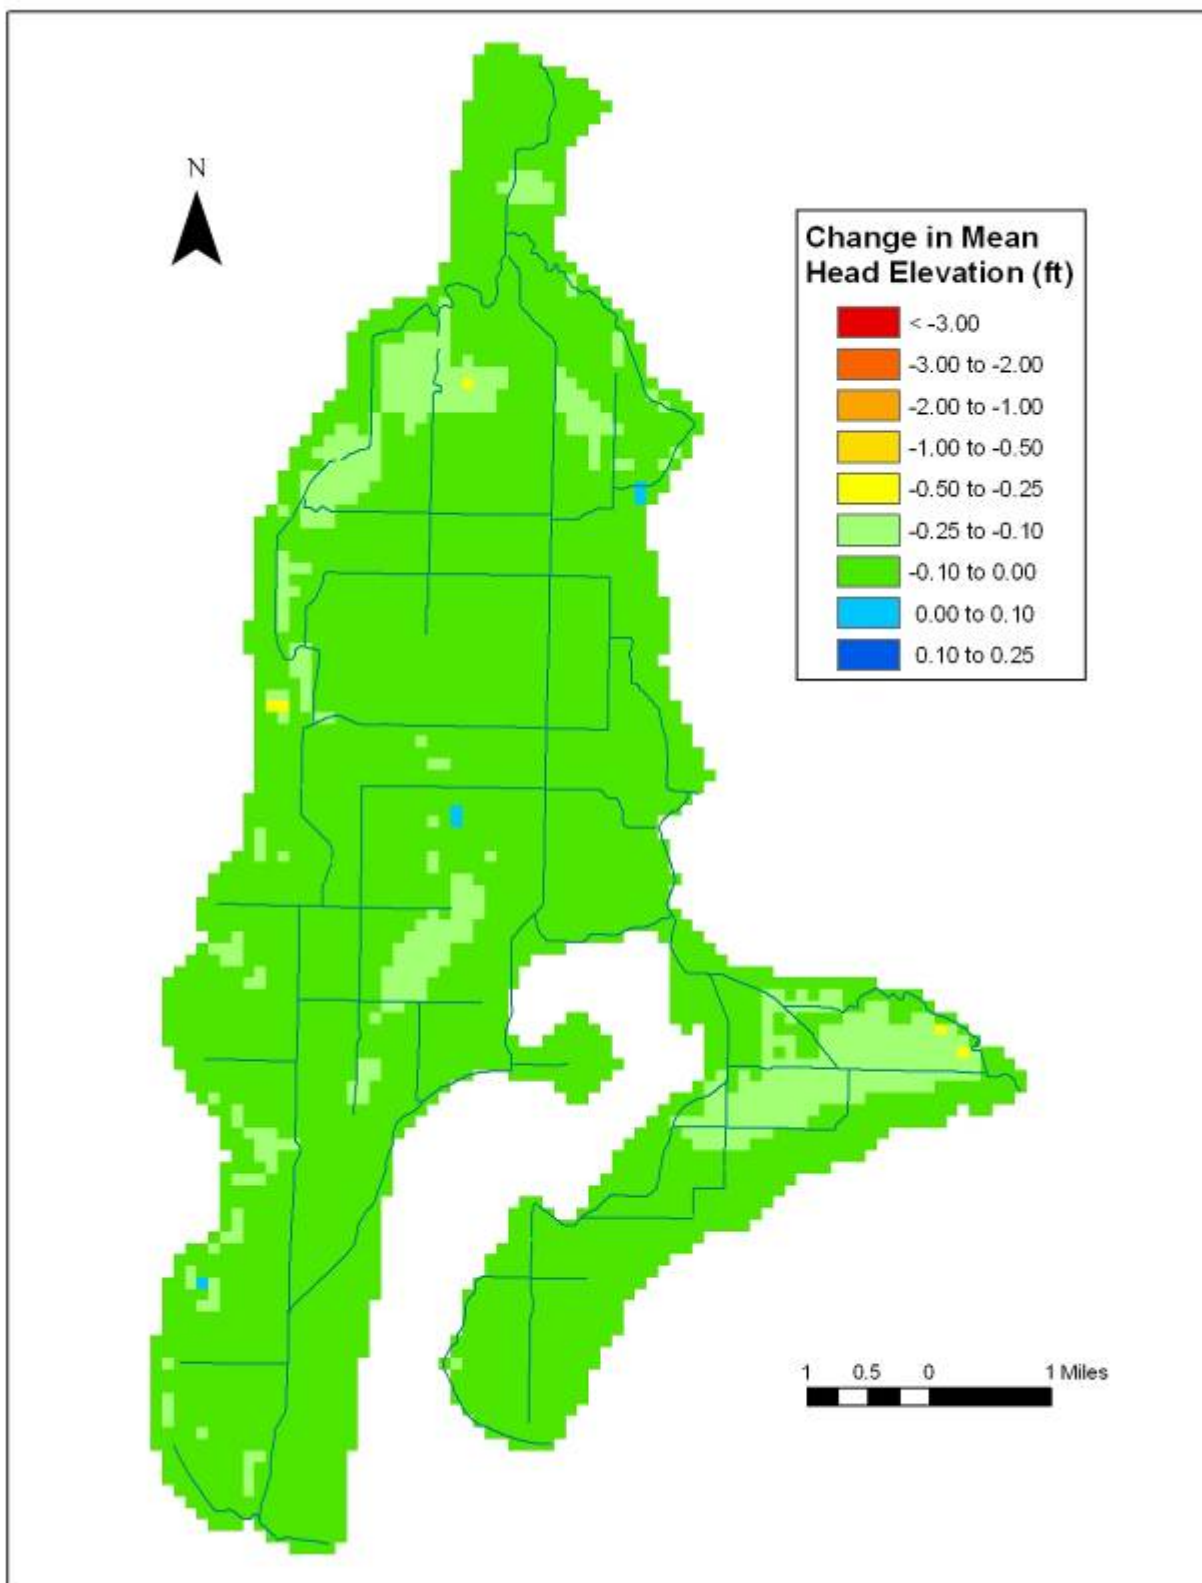 N
Change in Mean
Head Elevation (ft)
< -3.00
-3.00 to -2.00
-2.00 to -1.00
-1.00 to -0.50
-0.50 to -0.25
-0.25 to -0.10
-0.10 to 0.00
0.00 to 0.10
0.10 to 0.25
1 0.5 0 1 Miles